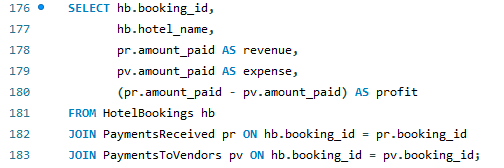 176 SELECT hb.booking_id,
177 hb.hotel_name,
178 pr.amount_paid AS revenue,
179 pv.amount_paid AS expense,
180 (pr.amount_paid - pv.amount_paid) AS profit
181 FROM HotelBookings hb
182 JOIN PaymentsReceived pr ON hb.booking_id = pr.booking_id
183 JOIN PaymentsToVendors pv ON hb.booking_id = pv.booking_id;